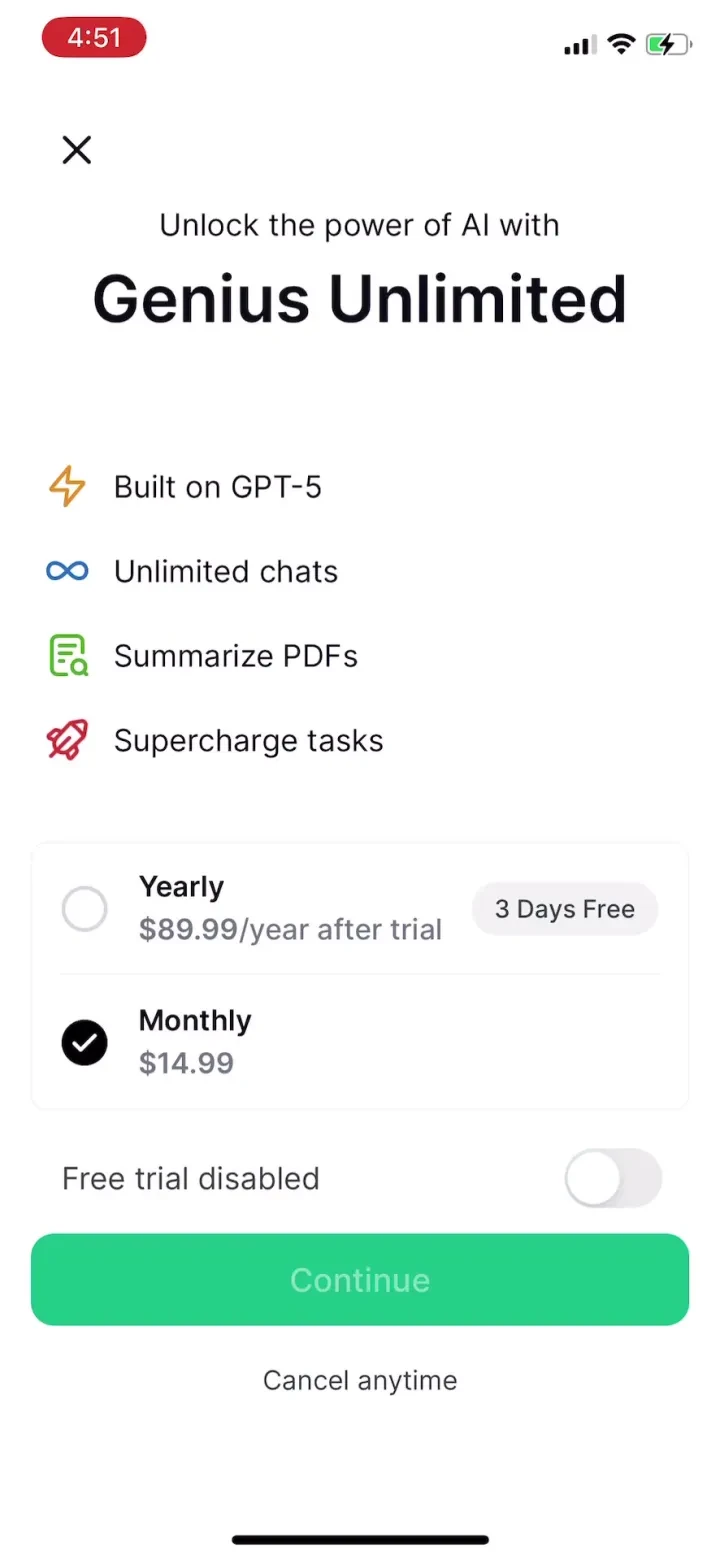 4:51
Unlock the power of AI with
Genius Unlimited
Built on GPT-5
Unlimited chats
Summarize PDFs
Supercharge tasks
Yearly
$89.99/year after trial
3 Days Free
Monthly
$14.99
Free trial disabled
Continue
Cancel anytime